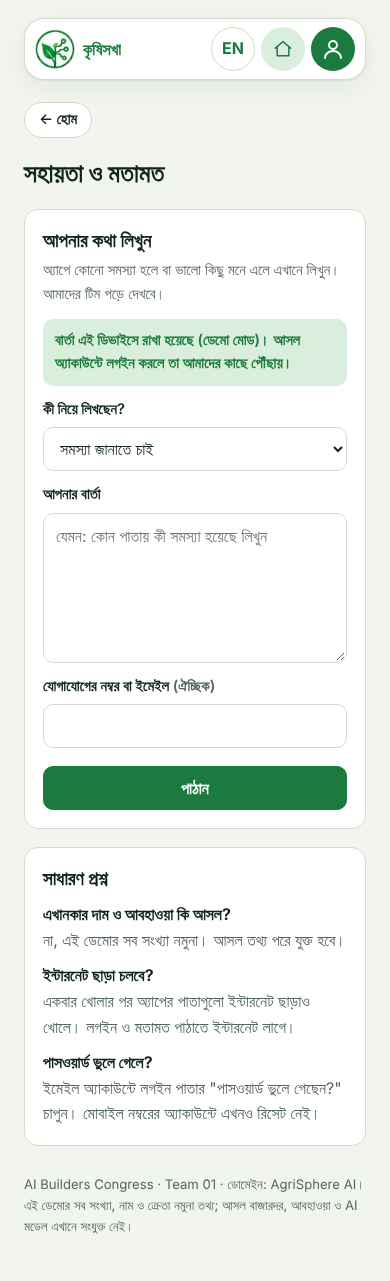 কৃষিসখা
EN
← হোম
সহায়তা ও মতামত
আপনার কথা লিখুন
অ্যাপে কোনো সমস্যা হলে বা ভালো কিছু মনে এলে এখানে লিখুন।
আমাদের টিম পড়ে দেখবে।
বার্তা এই ডিভাইসে রাখা হয়েছে (ডেমো মোড)। আসল
অ্যাকাউন্টে লগইন করলে তা আমাদের কাছে পৌঁছায়।
কী নিয়ে লিখছেন?
সমস্যা জানাতে চাই
আপনার বার্তা
যেমন: কোন পাতায় কী সমস্যা হয়েছে লিখুন
যোগাযোগের নম্বর বা ইমেইল (ঐচ্ছিক)
পাঠান
সাধারণ প্রশ্ন
এখানকার দাম ও আবহাওয়া কি আসল?
না, এই ডেমোর সব সংখ্যা নমুনা। আসল তথ্য পরে যুক্ত হবে।
ইন্টারনেট ছাড়া চলবে?
একবার খোলার পর অ্যাপের পাতাগুলো ইন্টারনেট ছাড়াও
খোলে। লগইন ও মতামত পাঠাতে ইন্টারনেট লাগে।
পাসওয়ার্ড ভুলে গেলে?
ইমেইল অ্যাকাউন্টে লগইন পাতার "পাসওয়ার্ড ভুলে গেছেন?"
চাপুন। মোবাইল নম্বরের অ্যাকাউন্টে এখনও রিসেট নেই।
AI Builders Congress · Team 01 · ডোমেইন: AgriSphere AI।
এই ডেমোর সব সংখ্যা, নাম ও ক্রেতা নমুনা তথ্য; আসল বাজারদর, আবহাওয়া ও AI
মডেল এখানে সংযুক্ত নেই।